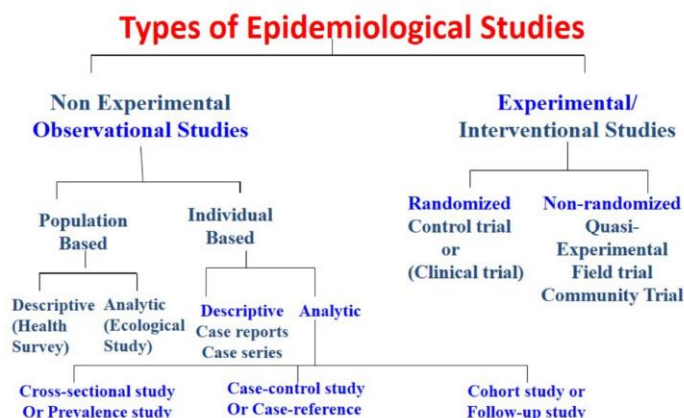 Types of Epidemiological Studies
Non Experimental
Observational Studies
Experimental/
Interventional Studies
Population
Based
Individual
Based
Randomized
Control trial
or
(Clinical trial)
Non-randomized
Quasi-
Experimental
Field trial
Community Trial
Descriptive
(Health
Survey)
Analytic
(Ecological
Study)
Descriptive
Case reports
Case series
Analytic
Cross-sectional study
Or Prevalence study
Case-control study
Or Case-reference
Cohort study or
Follow-up study